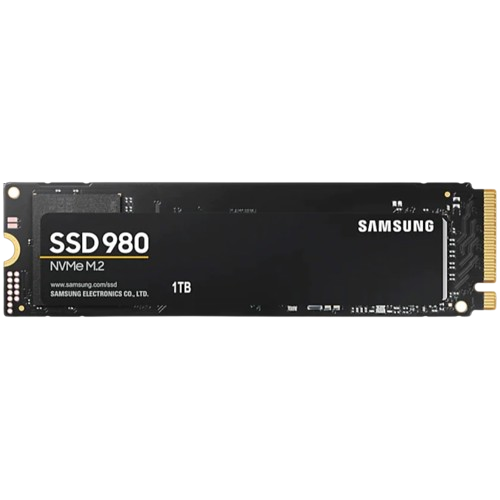 SAMSUNG
SSD 980
NVMe M.2
www.samsung.com/ssd
SAMSUNG ELECTRONICS CO., LTD.
1TB